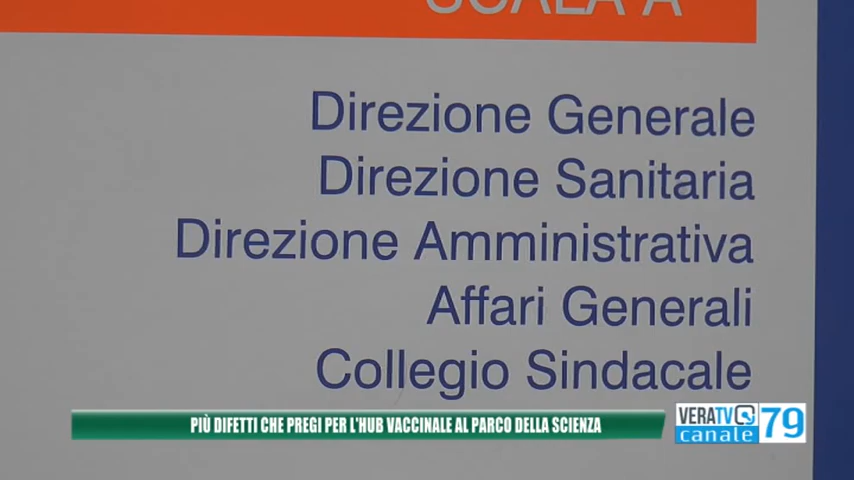 SCALA A
Direzione Generale
Direzione Sanitaria
Direzione Amministrativa
Affari Generali
Collegio Sindacale
PIÙ DIFETTI CHE PREGI PER L'HUB VACCINALE AL PARCO DELLA SCIENZA
VERATV
canale 79